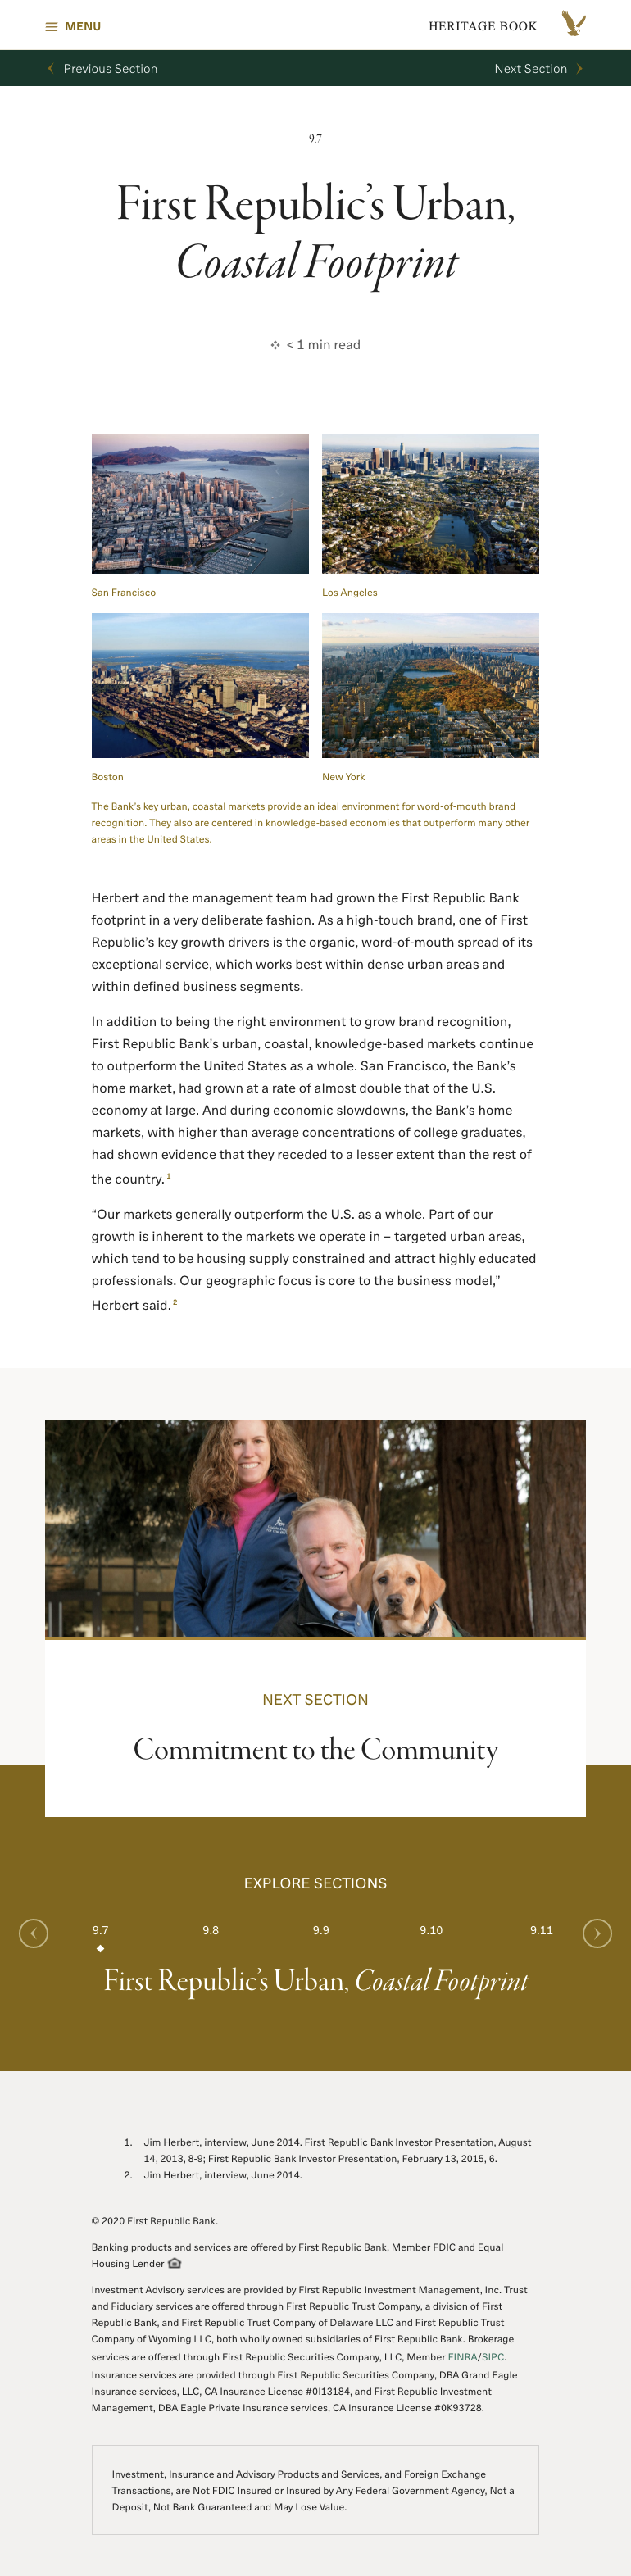 MENU
HERITAGE BOOK
Previous Section
Next Section
9.7
First Republic’s Urban,
Coastal Footprint
< 1 min read
San Francisco
Los Angeles
Boston
New York
The Bank’s key urban, coastal markets provide an ideal environment for word-of-mouth brand
recognition. They also are centered in knowledge-based economies that outperform many other
areas in the United States.
Herbert and the management team had grown the First Republic Bank
footprint in a very deliberate fashion. As a high-touch brand, one of First
Republic’s key growth drivers is the organic, word-of-mouth spread of its
exceptional service, which works best within dense urban areas and
within defined business segments.
In addition to being the right environment to grow brand recognition,
First Republic Bank’s urban, coastal, knowledge-based markets continue
to outperform the United States as a whole. San Francisco, the Bank’s
home market, had grown at a rate of almost double that of the U.S.
economy at large. And during economic slowdowns, the Bank’s home
markets, with higher than average concentrations of college graduates,
had shown evidence that they receded to a lesser extent than the rest of
the country. 1
“Our markets generally outperform the U.S. as a whole. Part of our
growth is inherent to the markets we operate in – targeted urban areas,
which tend to be housing supply constrained and attract highly educated
professionals. Our geographic focus is core to the business model,”
Herbert said. 2
NEXT SECTION
Commitment to the Community
EXPLORE SECTIONS
9.7 9.8 9.9 9.10 9.11
First Republic’s Urban, Coastal Footprint
1. Jim Herbert, interview, June 2014. First Republic Bank Investor Presentation, August
14, 2013, 8-9; First Republic Bank Investor Presentation, February 13, 2015, 6.
2. Jim Herbert, interview, June 2014.
© 2020 First Republic Bank.
Banking products and services are offered by First Republic Bank, Member FDIC and Equal
Housing Lender
Investment Advisory services are provided by First Republic Investment Management, Inc. Trust
and Fiduciary services are offered through First Republic Trust Company, a division of First
Republic Bank, and First Republic Trust Company of Delaware LLC and First Republic Trust
Company of Wyoming LLC, both wholly owned subsidiaries of First Republic Bank. Brokerage
services are offered through First Republic Securities Company, LLC, Member FINRA/SIPC.
Insurance services are provided through First Republic Securities Company, DBA Grand Eagle
Insurance services, LLC, CA Insurance License #0I13184, and First Republic Investment
Management, DBA Eagle Private Insurance services, CA Insurance License #0K93728.
Investment, Insurance and Advisory Products and Services, and Foreign Exchange
Transactions, are Not FDIC Insured or Insured by Any Federal Government Agency, Not a
Deposit, Not Bank Guaranteed and May Lose Value.